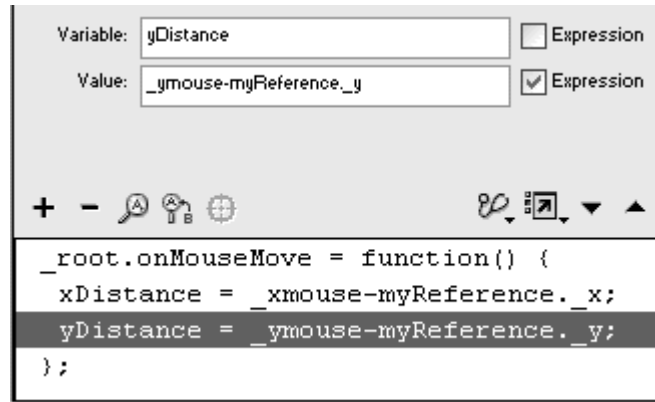 Variable: yDistance Expression
Value: _ymouse-myReference._y Expression
_root.onMouseMove = function() {
xDistance = _xmouse-myReference._x;
yDistance = _ymouse-myReference._y;
};